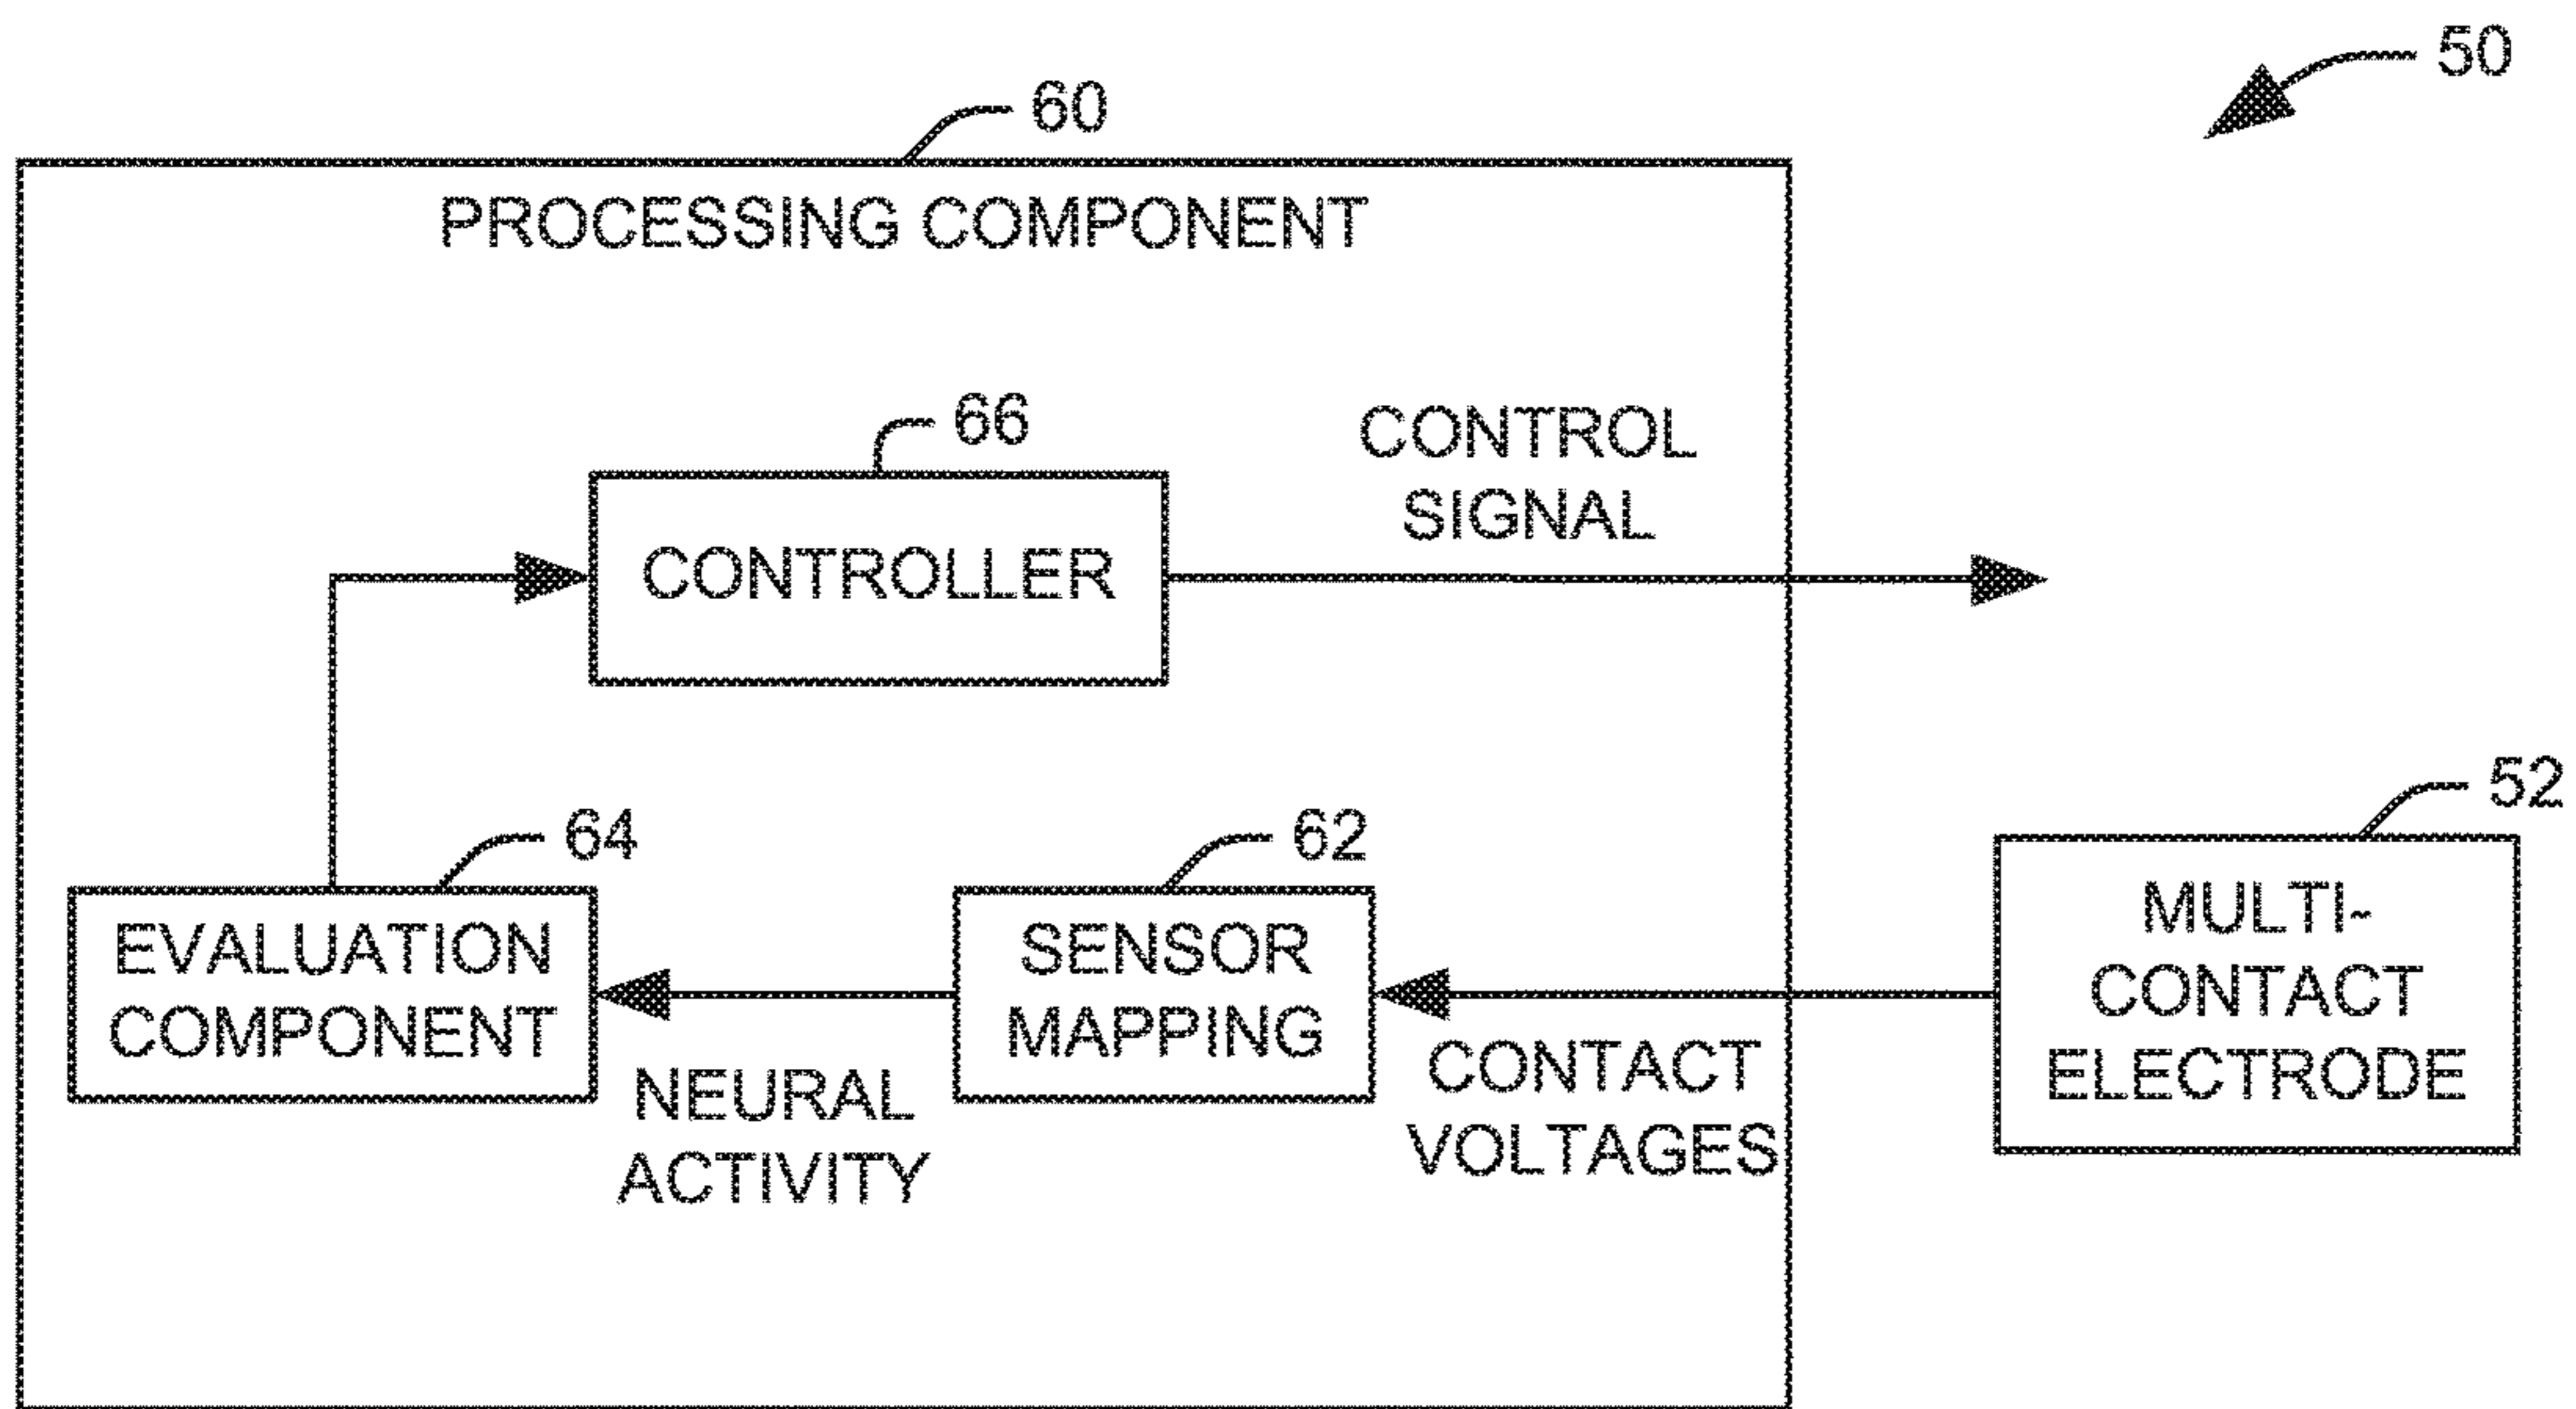 50
60
PROCESSING COMPONENT
66
CONTROLLER
CONTROL
SIGNAL
64
EVALUATION
COMPONENT
NEURAL
ACTIVITY
62
SENSOR
MAPPING
CONTACT
VOLTAGES
52
MULTI-
CONTACT
ELECTRODE